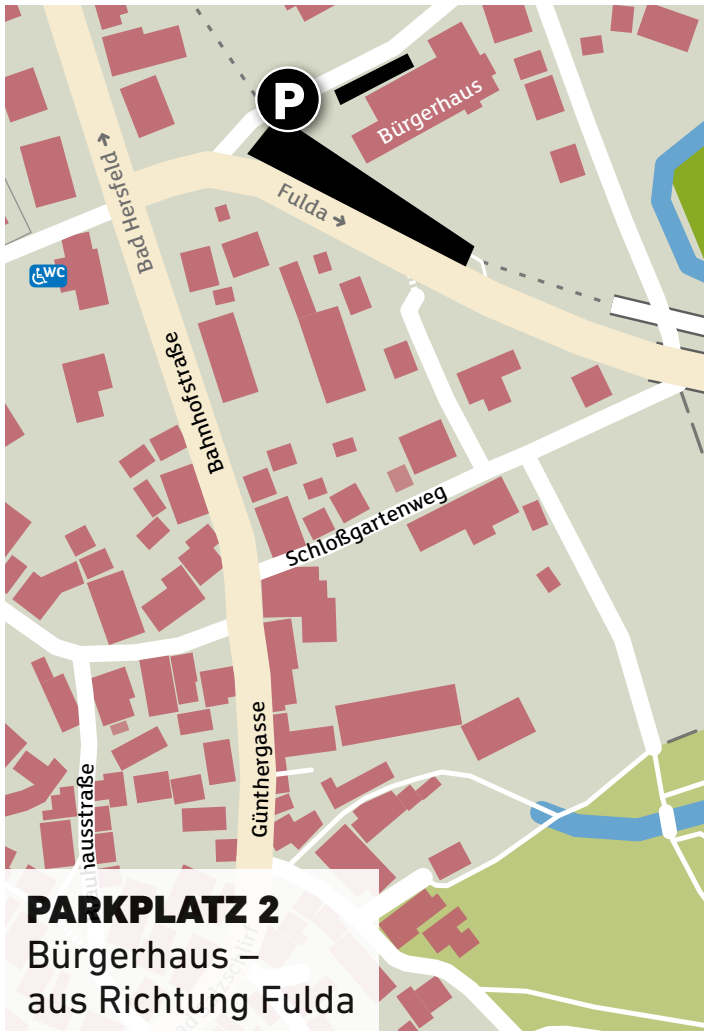 P
Bürgerhaus
Bad Hersfeld →
Fulda →
WC
Bahnhofstraße
Schloßgartenweg
Günthergasse
PARKPLATZ 2
Bürgerhaus –
aus Richtung Fulda